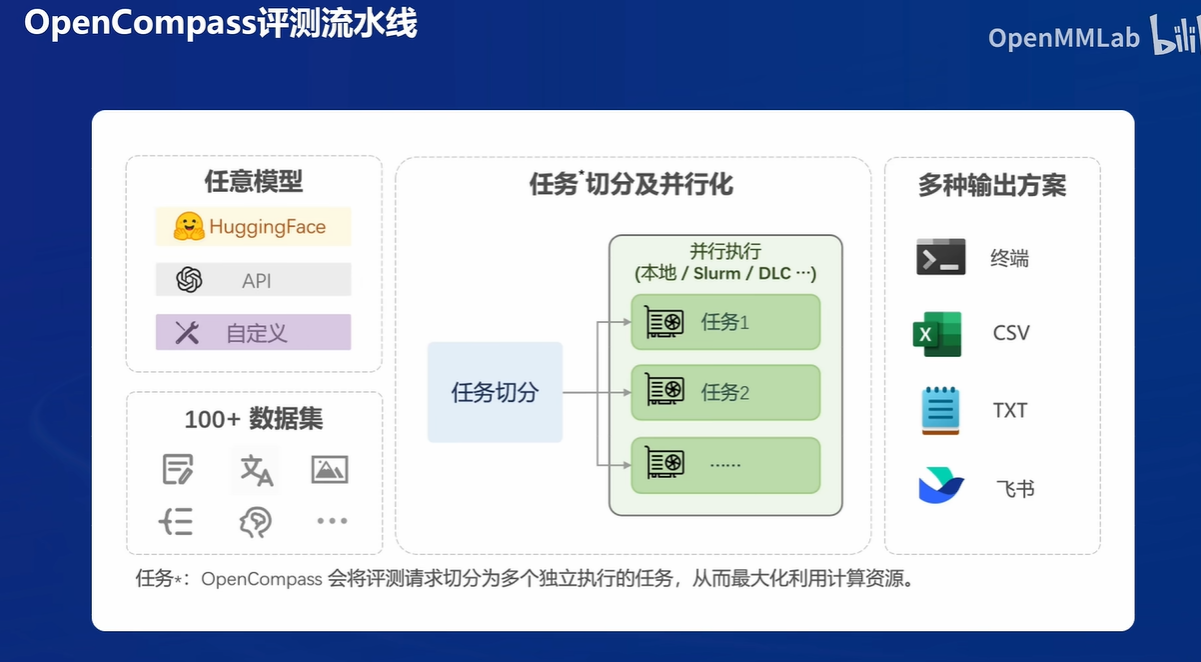 OpenCompass评测流水线
OpenMMLab bili
任意模型
HuggingFace
API
自定义
100+ 数据集
任务*切分及并行化
任务切分
并行执行
(本地 / Slurm / DLC ···)
任务1
任务2
······
多种输出方案
终端
CSV
TXT
飞书
任务*：OpenCompass 会将评测请求切分为多个独立执行的任务，从而最大化利用计算资源。